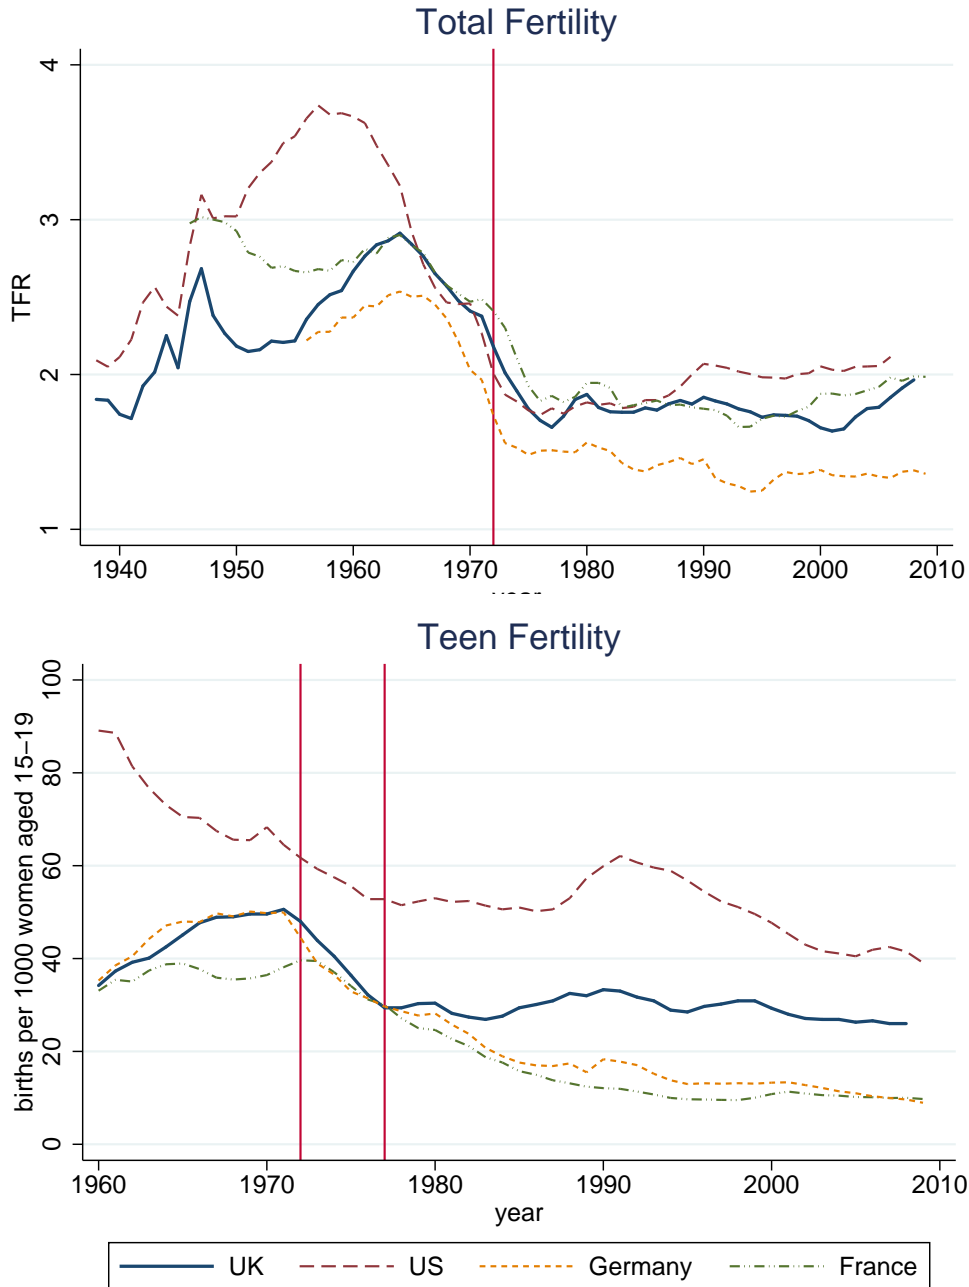 Total Fertility
TFR
4
3
2
1
1940 1950 1960 1970 1980 1990 2000 2010
year
Teen Fertility
births per 1000 women aged 15–19
100
80
60
40
20
0
1960 1970 1980 1990 2000 2010
year
UK US Germany France